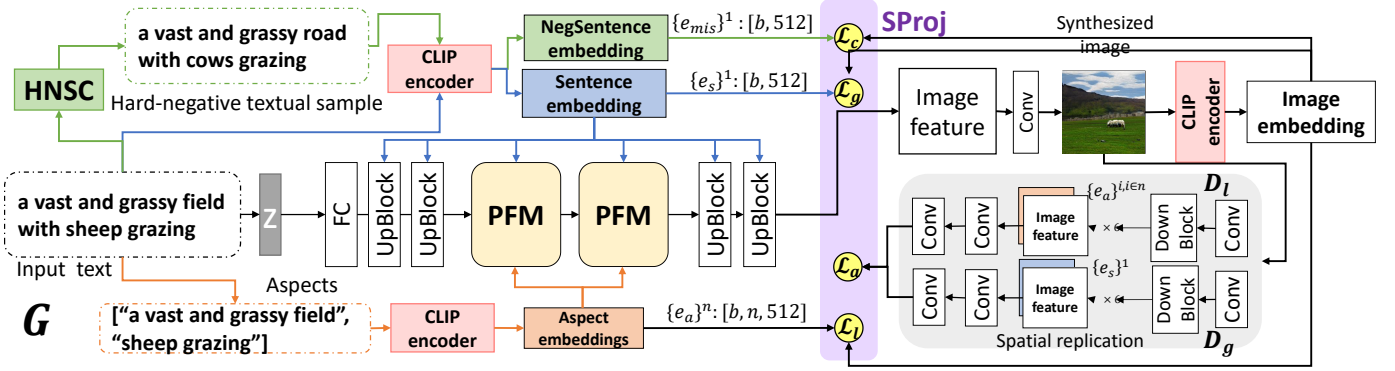 a vast and grassy road
with cows grazing
HNSC
Hard-negative textual sample
CLIP
encoder
NegSentence
embedding
{e_mis}^1: [b, 512]
Sentence
embedding
{e_s}^1: [b, 512]
SProj
ℒ_c
ℒ_g
Synthesized
image
Image
feature
Conv
CLIP
encoder
Image
embedding
a vast and grassy field
with sheep grazing
Input text
Z
FC
UpBlock
UpBlock
PFM
PFM
UpBlock
UpBlock
Aspects
G
["a vast and grassy field",
"sheep grazing"]
CLIP
encoder
Aspect
embeddings
{e_a}^n: [b, n, 512]
ℒ_a
ℒ_l
{e_a}^{i,i∈n}
D_l
Conv
Conv
Image
feature
× 6
Down
Block
Conv
{e_s}^1
Conv
Conv
Image
feature
× 6
Down
Block
Conv
Spatial replication
D_g